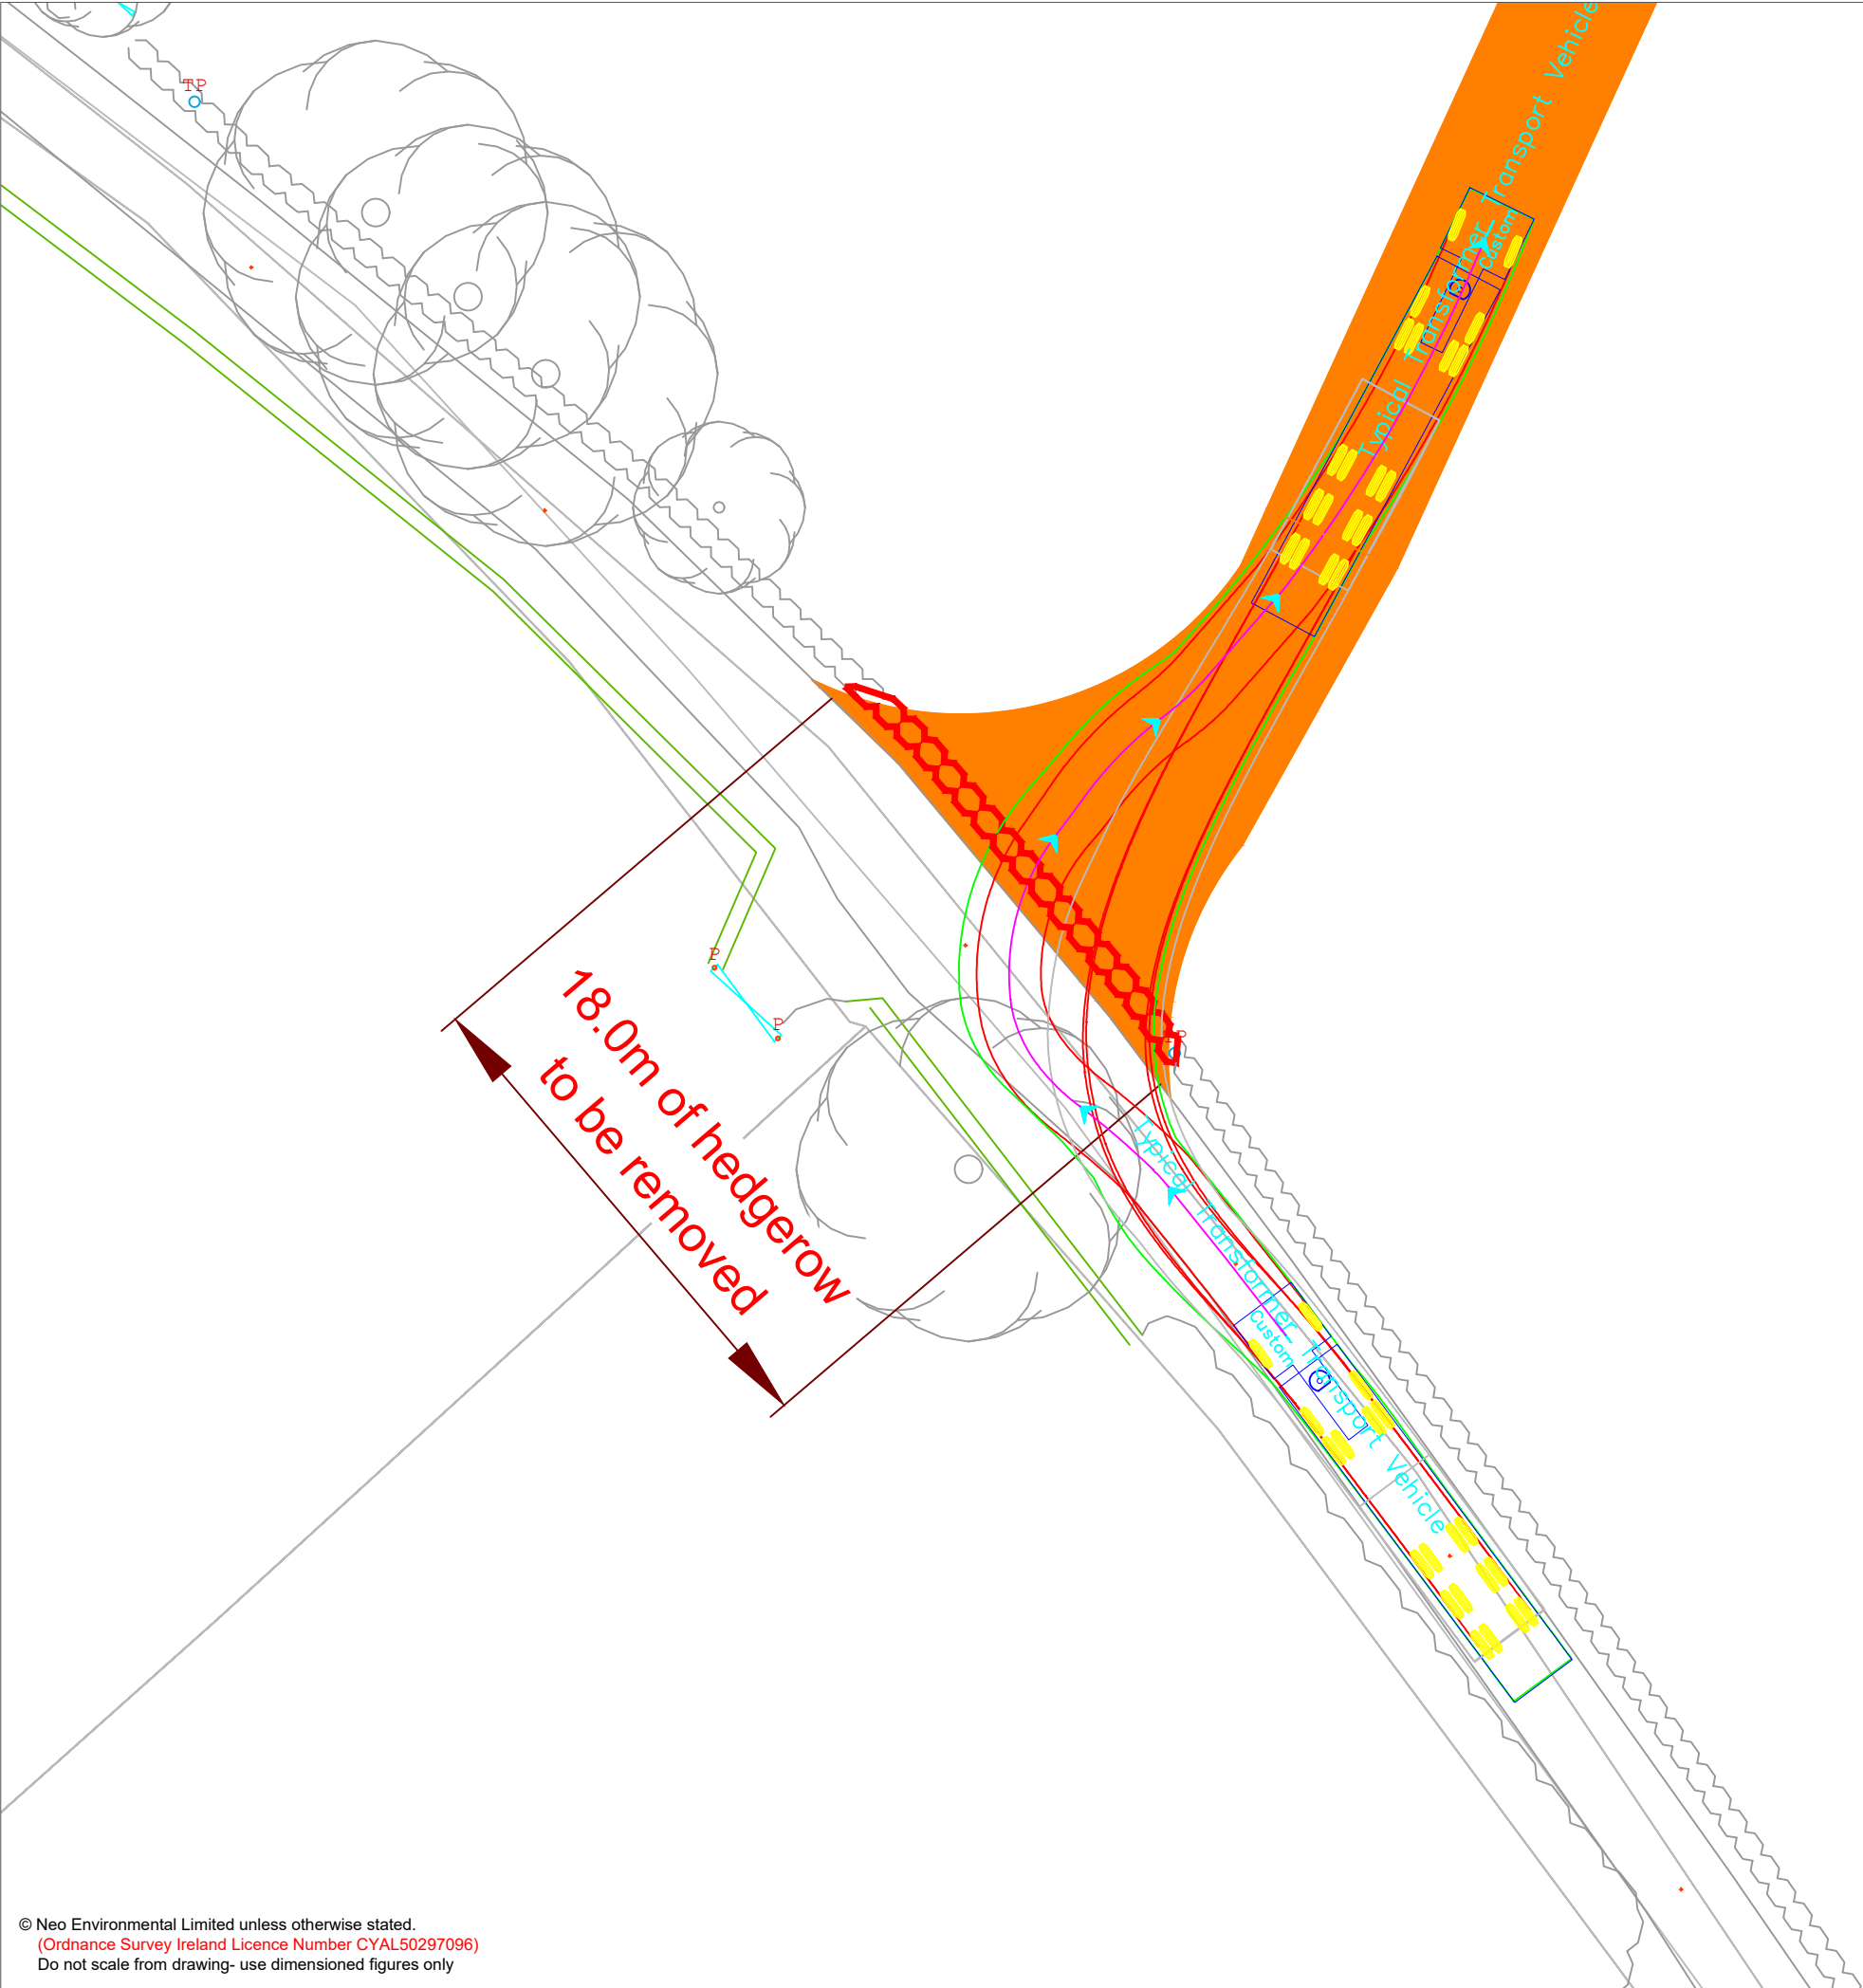 TP
Typical Transformer Transport Vehicle
Custom
P
P
18.0m of hedgerow
to be removed
Typical Transformer Transport Vehicle
Custom
© Neo Environmental Limited unless otherwise stated.
(Ordnance Survey Ireland Licence Number CYAL50297096)
Do not scale from drawing- use dimensioned figures only